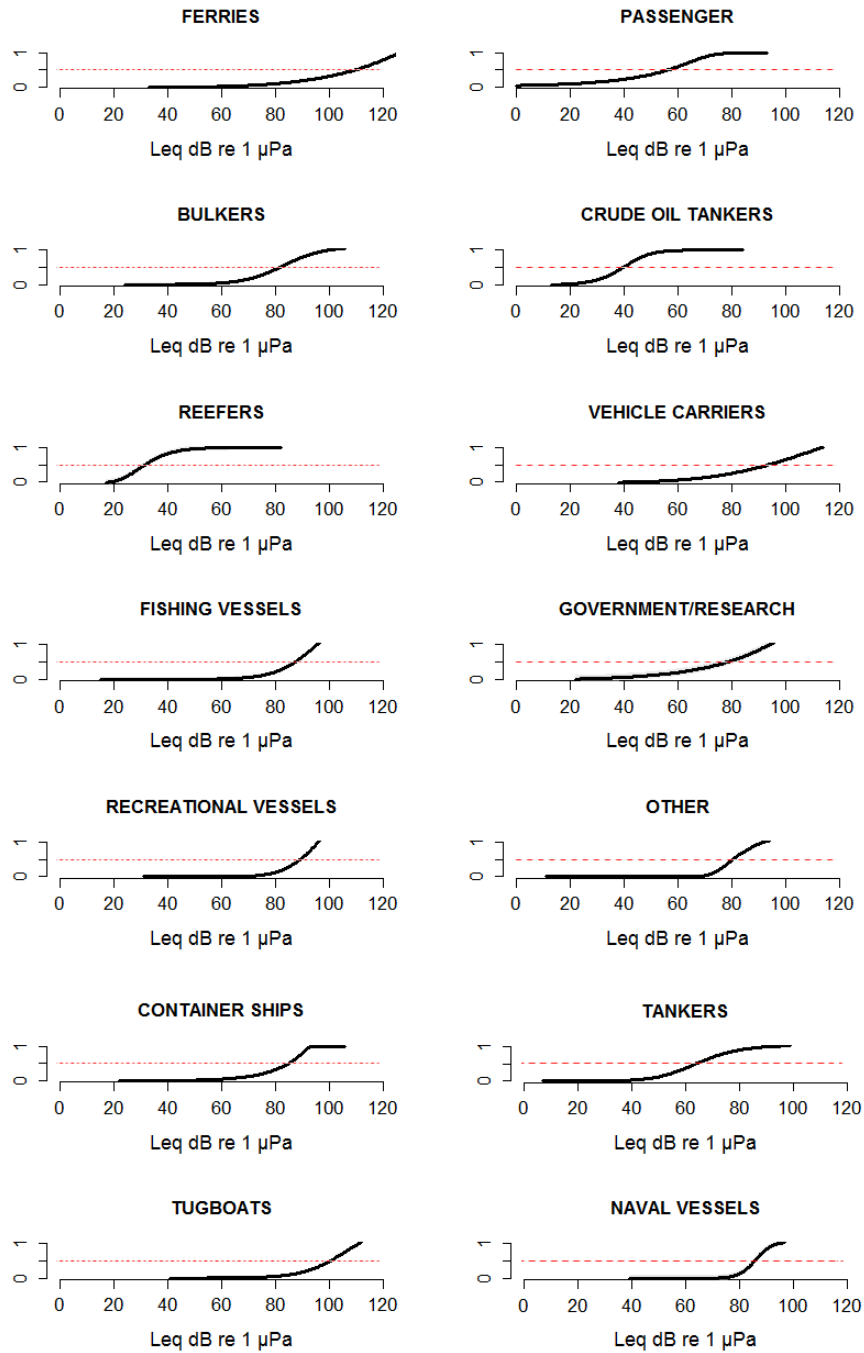 FERRIES
1
0
0 20 40 60 80 100 120
Leq dB re 1 µPa
PASSENGER
1
0
0 20 40 60 80 100 120
Leq dB re 1 µPa
BULKERS
1
0
0 20 40 60 80 100 120
Leq dB re 1 µPa
CRUDE OIL TANKERS
1
0
0 20 40 60 80 100 120
Leq dB re 1 µPa
REEFERS
1
0
0 20 40 60 80 100 120
Leq dB re 1 µPa
VEHICLE CARRIERS
1
0
0 20 40 60 80 100 120
Leq dB re 1 µPa
FISHING VESSELS
1
0
0 20 40 60 80 100 120
Leq dB re 1 µPa
GOVERNMENT/RESEARCH
1
0
0 20 40 60 80 100 120
Leq dB re 1 µPa
RECREATIONAL VESSELS
1
0
0 20 40 60 80 100 120
Leq dB re 1 µPa
OTHER
1
0
0 20 40 60 80 100 120
Leq dB re 1 µPa
CONTAINER SHIPS
1
0
0 20 40 60 80 100 120
Leq dB re 1 µPa
TANKERS
1
0
0 20 40 60 80 100 120
Leq dB re 1 µPa
TUGBOATS
1
0
0 20 40 60 80 100 120
Leq dB re 1 µPa
NAVAL VESSELS
1
0
0 20 40 60 80 100 120
Leq dB re 1 µPa